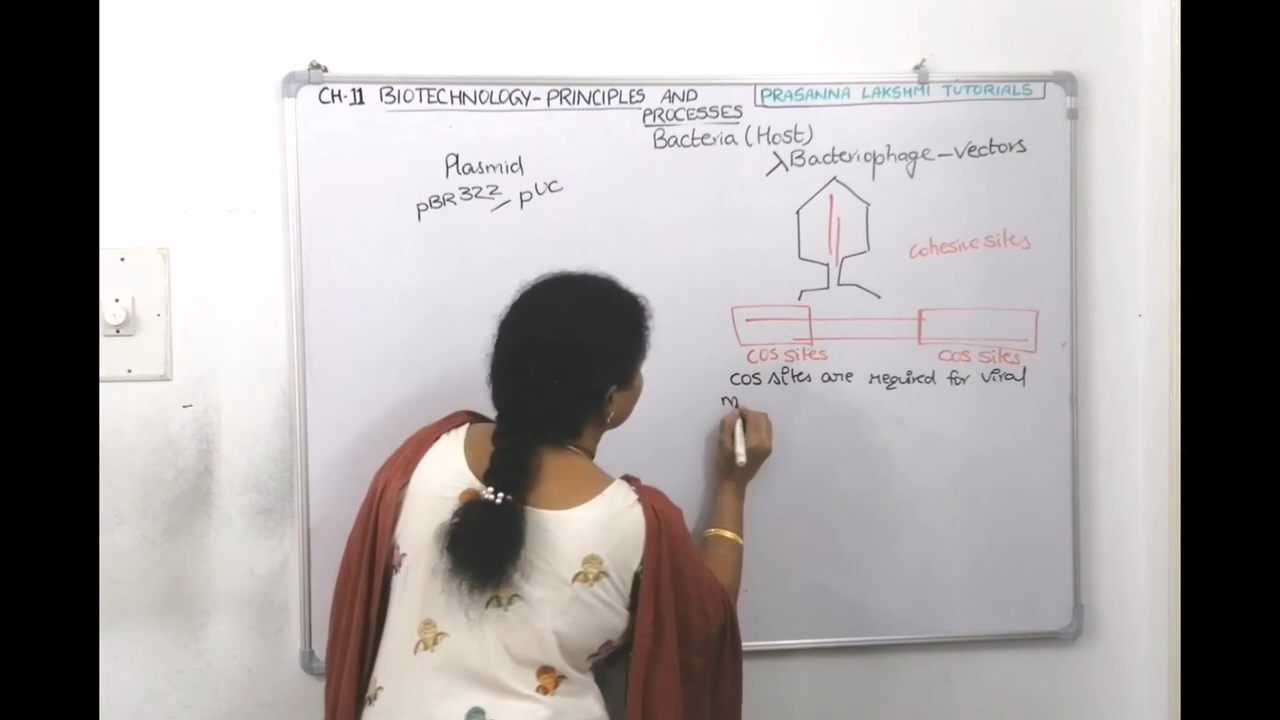 CH-11 BIOTECHNOLOGY-PRINCIPLES AND
PROCESSES
PRASANNA LAKSHMI TUTORIALS
Bacteria (Host)
Plasmid
pBR322, pUC
λ Bacteriophage-Vectors
cohesive sites
cos sites
cos sites
cos sites are required for viral
m